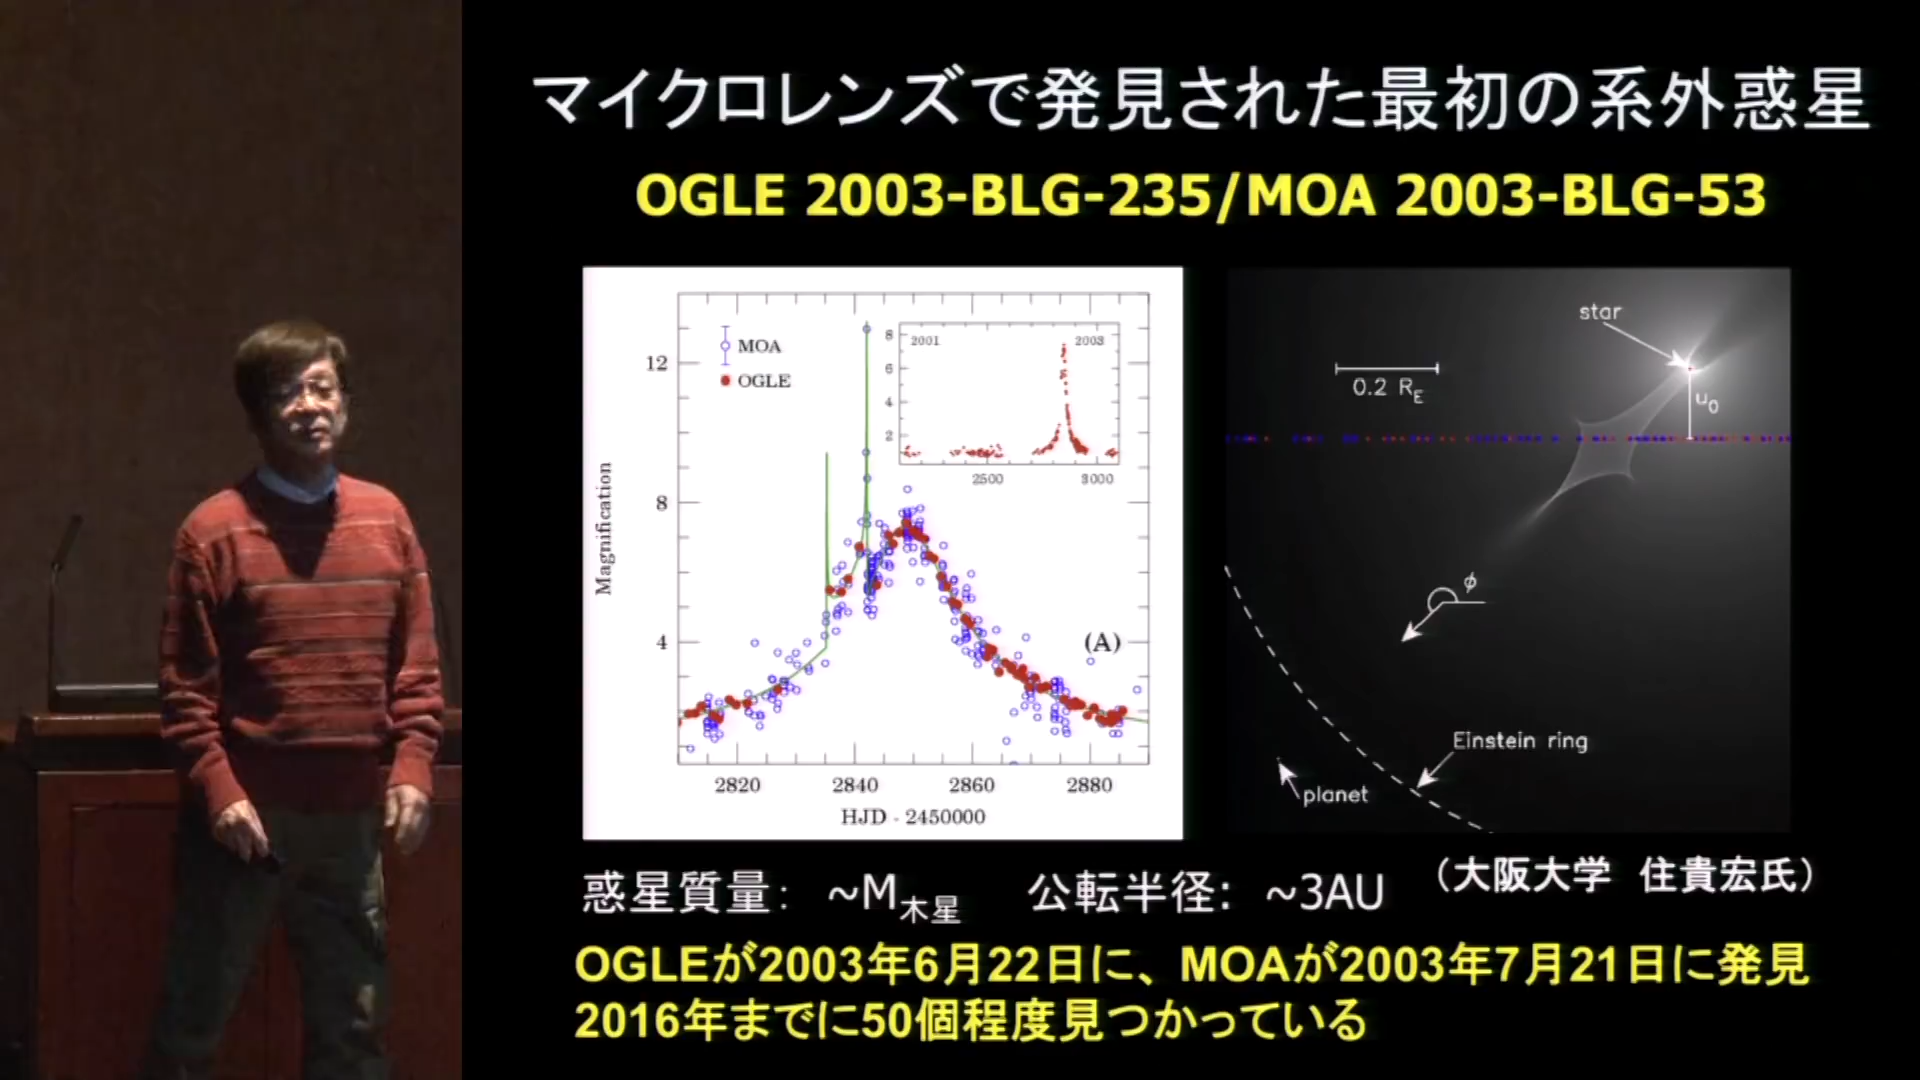 マイクロレンズで発見された最初の系外惑星
OGLE 2003-BLG-235/MOA 2003-BLG-53
MOA
OGLE
2001
2003
8
6
4
2
2500
3000
12
8
4
Magnification
(A)
2820
2840
2860
2880
HJD - 2450000
star
0.2 RE
u0
φ
Einstein ring
planet
惑星質量: ~M木星 公転半径: ~3AU
(大阪大学 住貴宏氏)
OGLEが2003年6月22日に、MOAが2003年7月21日に発見
2016年までに50個程度見つかっている